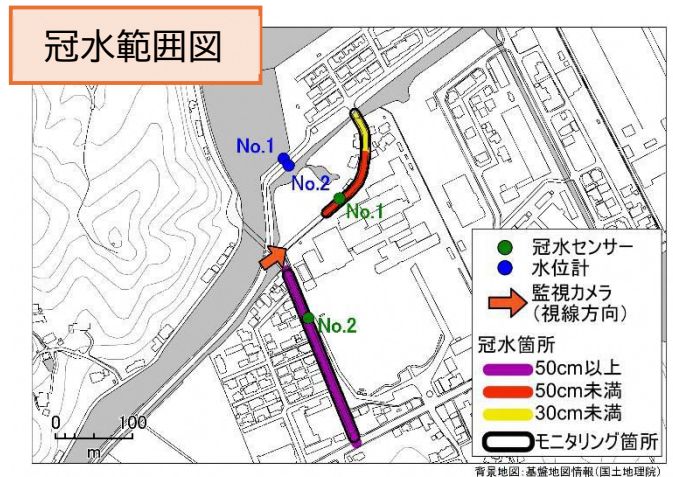 冠水範囲図
No.1
No.2
No.1
No.2
冠水センサー
水位計
監視カメラ
(視線方向)
冠水箇所
50cm以上
50cm未満
30cm未満
モニタリング箇所
0 100
m
背景地図:基盤地図情報(国土地理院)